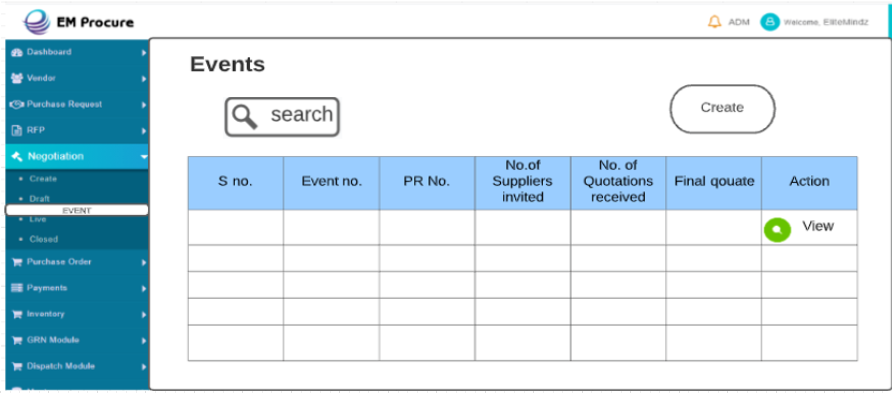 EM Procure
ADM
Welcome, EliteMindz
Dashboard
Vendor
Purchase Request
RFP
Negotiation
Create
Draft
EVENT
Live
Closed
Purchase Order
Payments
Inventory
GRN Module
Dispatch Module
Events
search
Create
S no.
Event no.
PR No.
No.of Suppliers invited
No. of Quotations received
Final qouate
Action
View